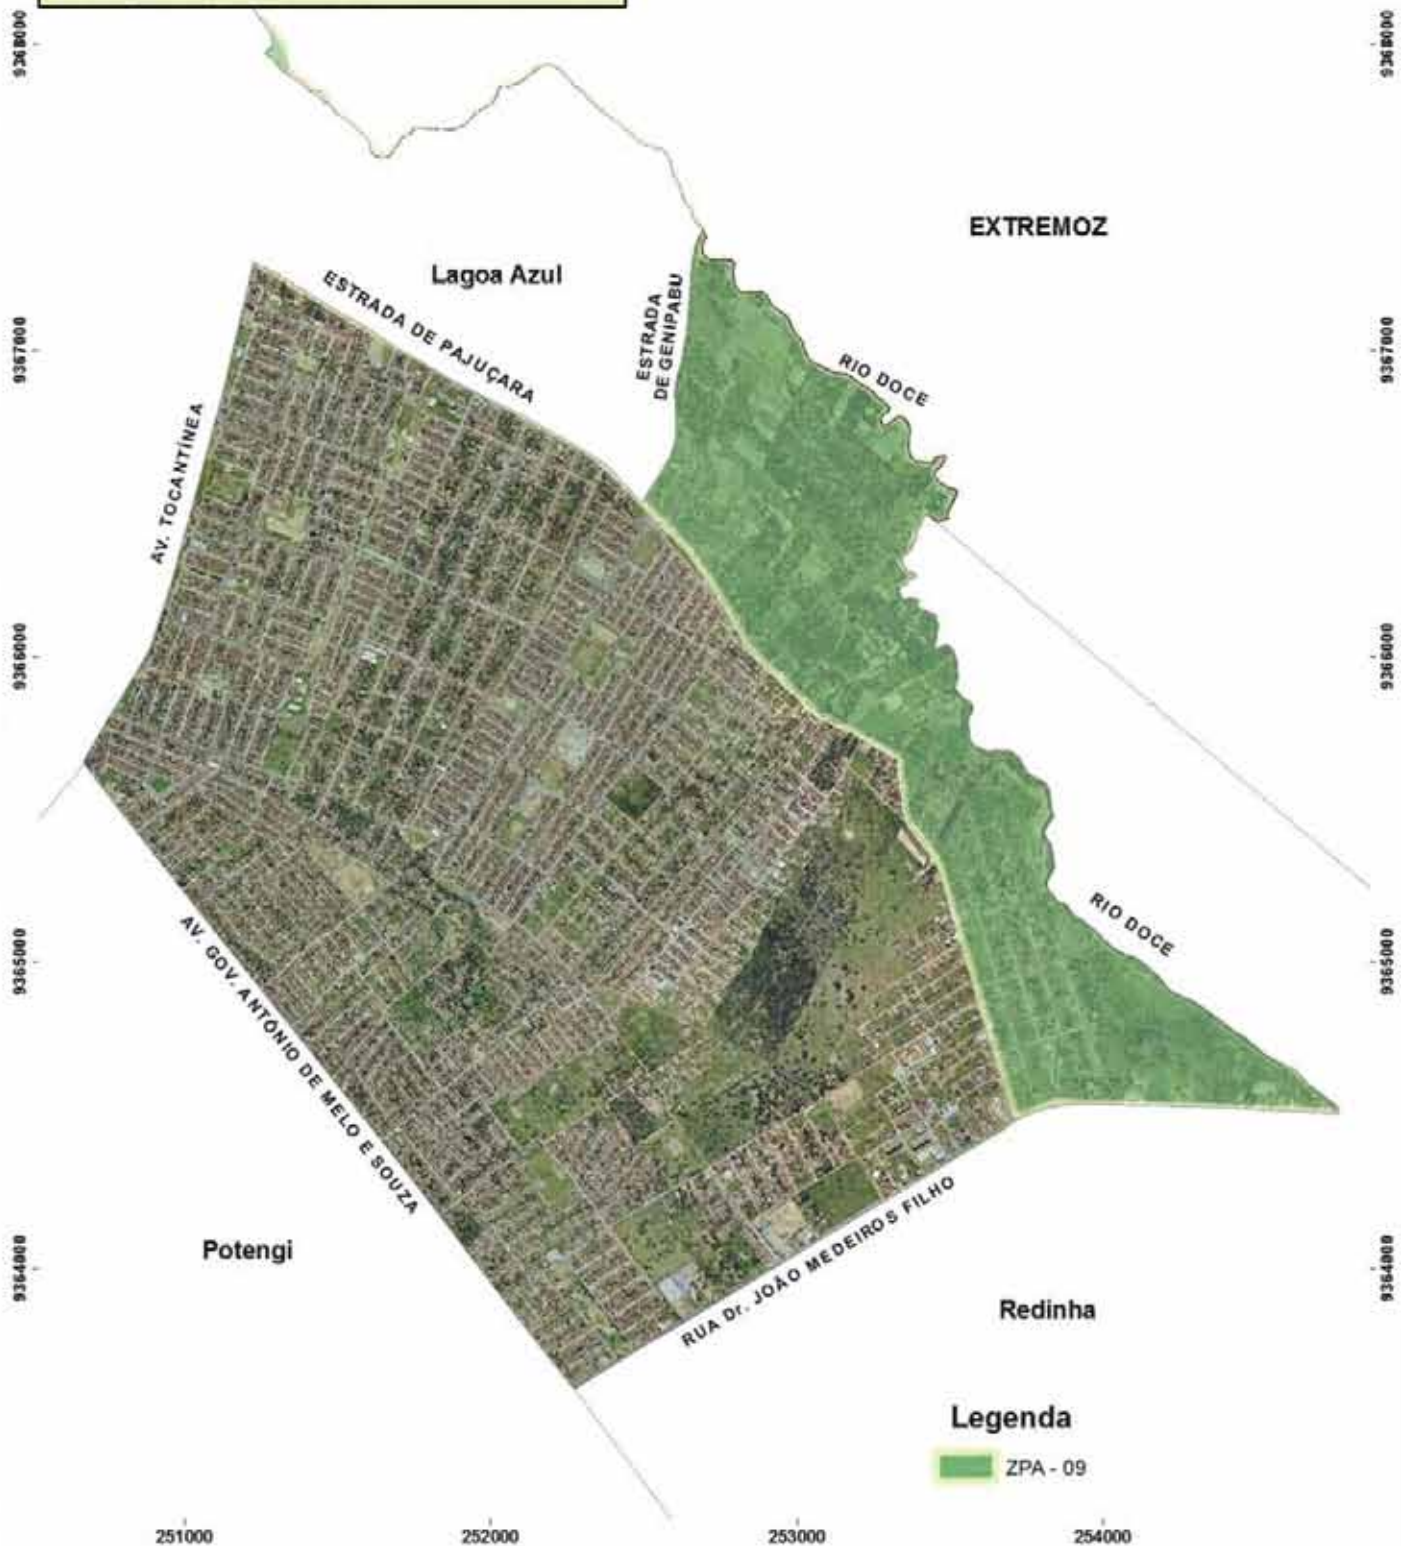 9368000
9368000
EXTREMOZ
Lagoa Azul
ESTRADA DE PAJUÇARA
ESTRADA
DE GENIPABU
9367000
9367000
RIO DOCE
AV. TOCANTÍNEA
9366000
9366000
RIO DOCE
9365000
9365000
AV. GOV. ANTÔNIO DE MELO E SOUZA
RUA Dr. JOÃO MEDEIROS FILHO
Potengi
9364000
9364000
Redinha
Legenda
ZPA - 09
251000
252000
253000
254000